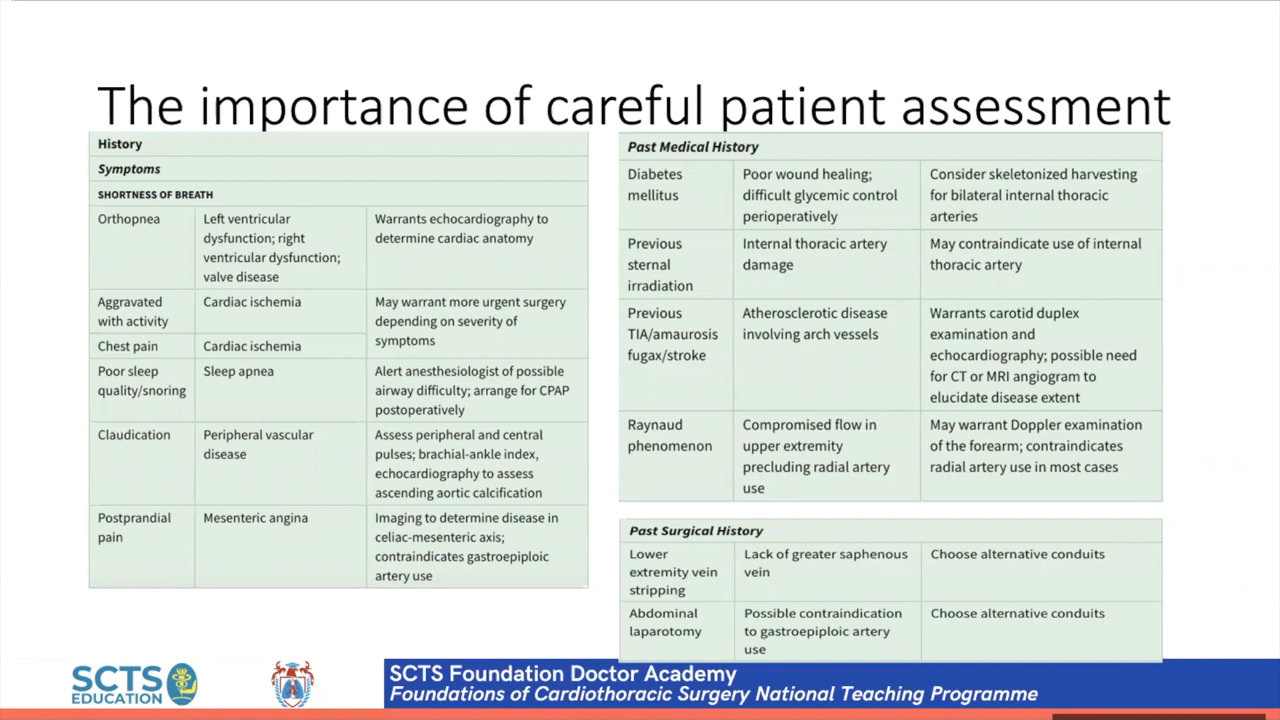 The importance of careful patient assessment
History
Symptoms
SHORTNESS OF BREATH
Orthopnea
Left ventricular
dysfunction; right
ventricular dysfunction;
valve disease
Warrants echocardiography to
determine cardiac anatomy
Aggravated
with activity
Cardiac ischemia
May warrant more urgent surgery
depending on severity of
symptoms
Chest pain
Cardiac ischemia
Poor sleep
quality/snoring
Sleep apnea
Alert anesthesiologist of possible
airway difficulty; arrange for CPAP
postoperatively
Claudication
Peripheral vascular
disease
Assess peripheral and central
pulses; brachial-ankle index,
echocardiography to assess
ascending aortic calcification
Postprandial
pain
Mesenteric angina
Imaging to determine disease in
celiac-mesenteric axis;
contraindicates gastroepiploic
artery use
Past Medical History
Diabetes
mellitus
Poor wound healing;
difficult glycemic control
perioperatively
Consider skeletonized harvesting
for bilateral internal thoracic
arteries
Previous
sternal
irradiation
Internal thoracic artery
damage
May contraindicate use of internal
thoracic artery
Previous
TIA/amaurosis
fugax/stroke
Atherosclerotic disease
involving arch vessels
Warrants carotid duplex
examination and
echocardiography; possible need
for CT or MRI angiogram to
elucidate disease extent
Raynaud
phenomenon
Compromised flow in
upper extremity
precluding radial artery
use
May warrant Doppler examination
of the forearm; contraindicates
radial artery use in most cases
Past Surgical History
Lower
extremity vein
stripping
Lack of greater saphenous
vein
Choose alternative conduits
Abdominal
laparotomy
Possible contraindication
to gastroepiploic artery
use
Choose alternative conduits
SCTS
EDUCATION
SCTS Foundation Doctor Academy
Foundations of Cardiothoracic Surgery National Teaching Programme